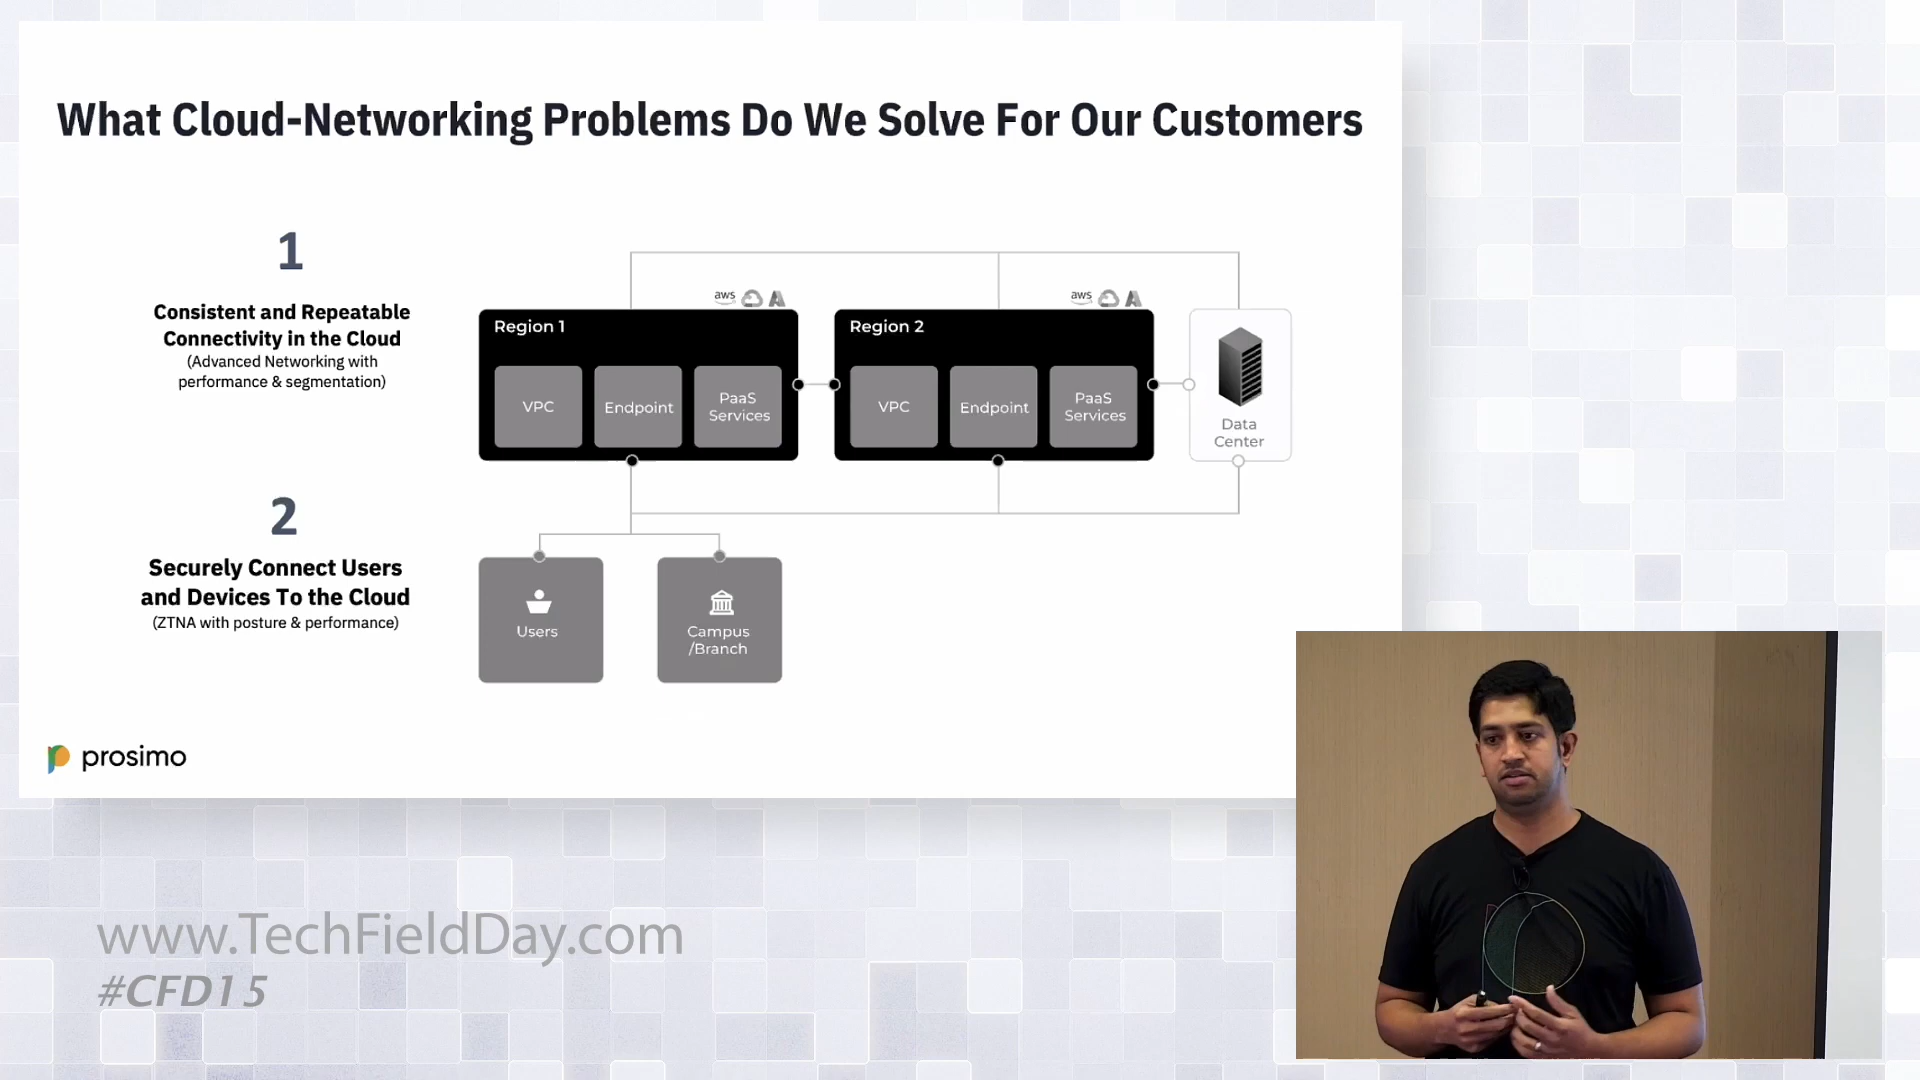 What Cloud-Networking Problems Do We Solve For Our Customers
1
Consistent and Repeatable
Connectivity in the Cloud
(Advanced Networking with
performance & segmentation)
2
Securely Connect Users
and Devices To the Cloud
(ZTNA with posture & performance)
aws
Region 1
VPC
Endpoint
PaaS
Services
aws
Region 2
VPC
Endpoint
PaaS
Services
Data
Center
Users
Campus
/Branch
prosimo
www.TechFieldDay.com
#CFD15